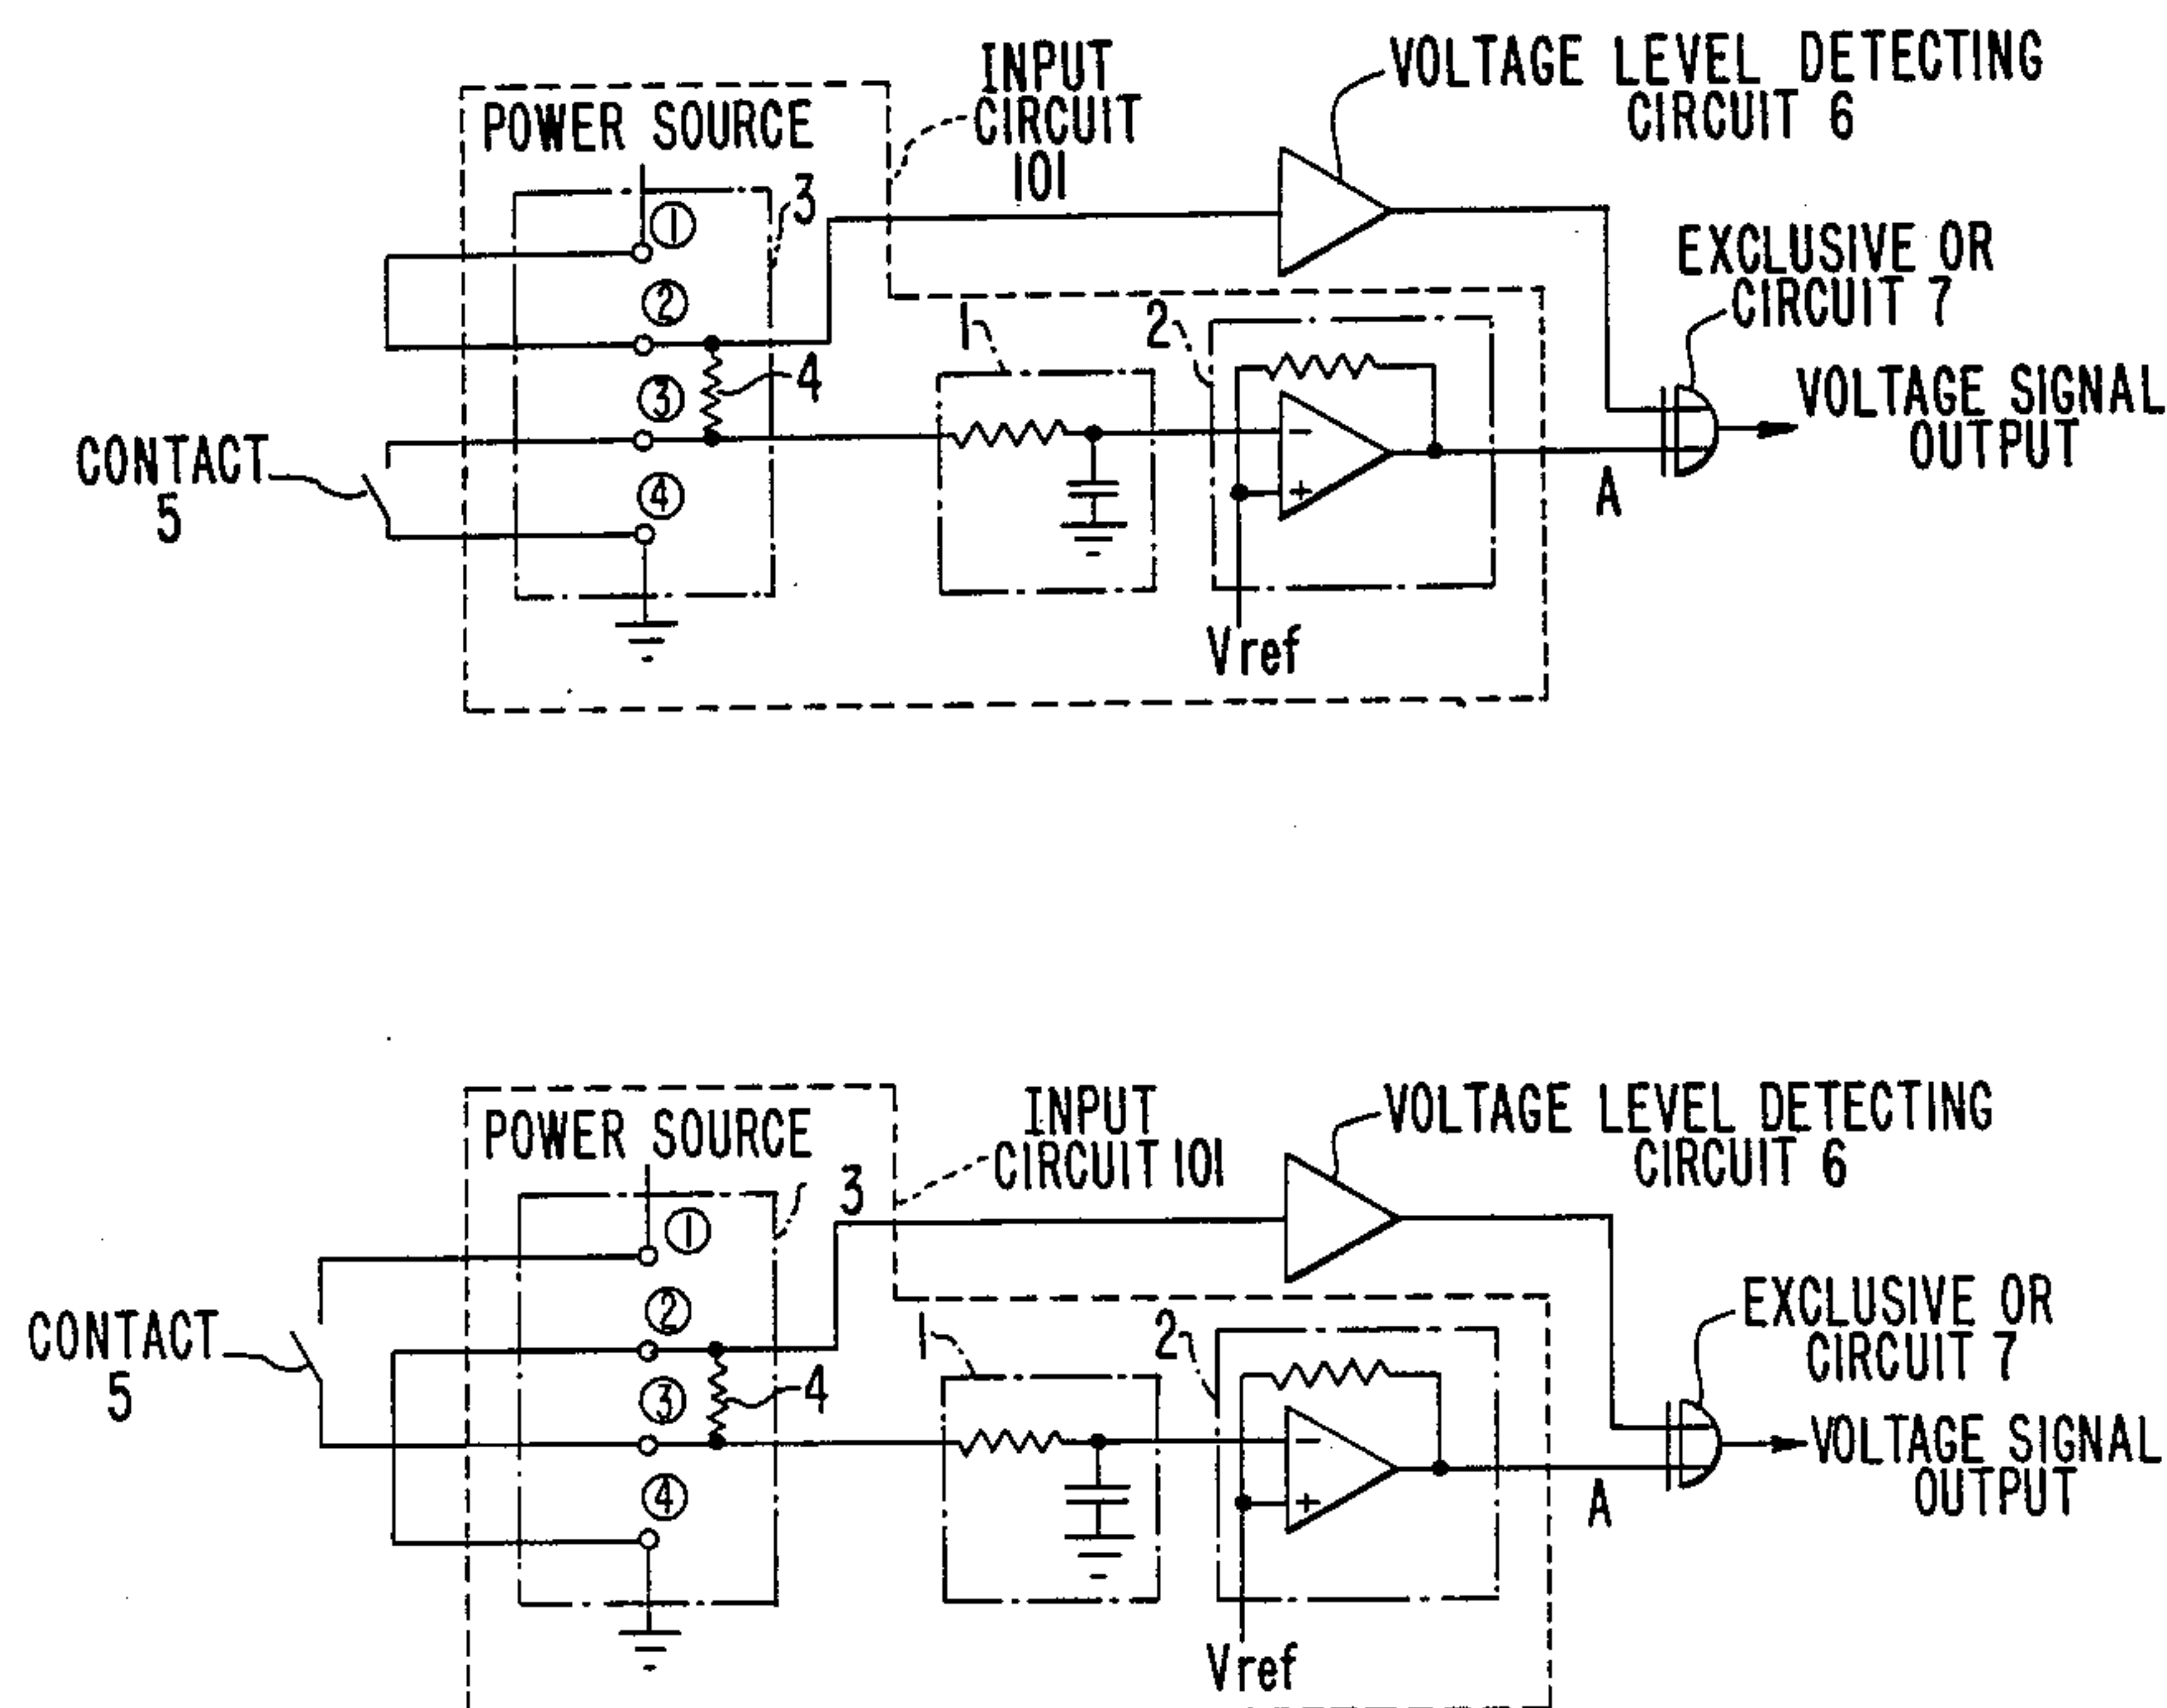 INPUT
CIRCUIT
101
VOLTAGE LEVEL DETECTING
CIRCUIT 6
POWER SOURCE
3
①
②
③
④
4
1
2
EXCLUSIVE OR
CIRCUIT 7
VOLTAGE SIGNAL
OUTPUT
CONTACT
5
−
+
A
Vref
INPUT
CIRCUIT 101
VOLTAGE LEVEL DETECTING
CIRCUIT 6
POWER SOURCE
3
①
②
③
④
4
1
2
EXCLUSIVE OR
CIRCUIT 7
VOLTAGE SIGNAL
OUTPUT
CONTACT
5
−
+
A
Vref